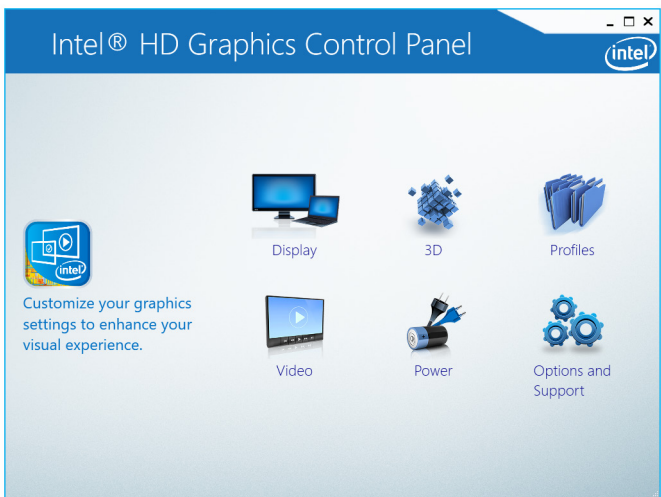 Intel® HD Graphics Control Panel
intel
Display
3D
Profiles
intel
Customize your graphics
settings to enhance your
visual experience.
Video
Power
Options and
Support